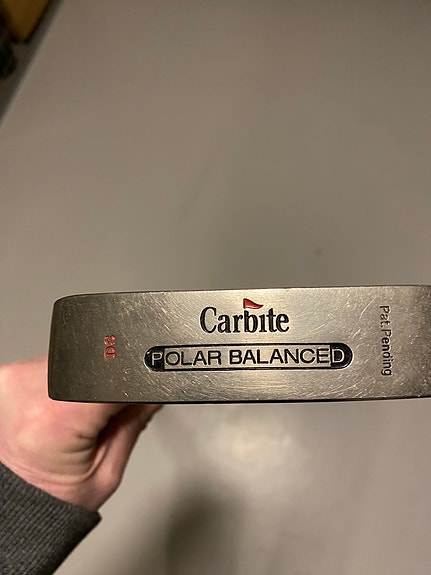 Carbite
POLAR BALANCED
Pat. Pending